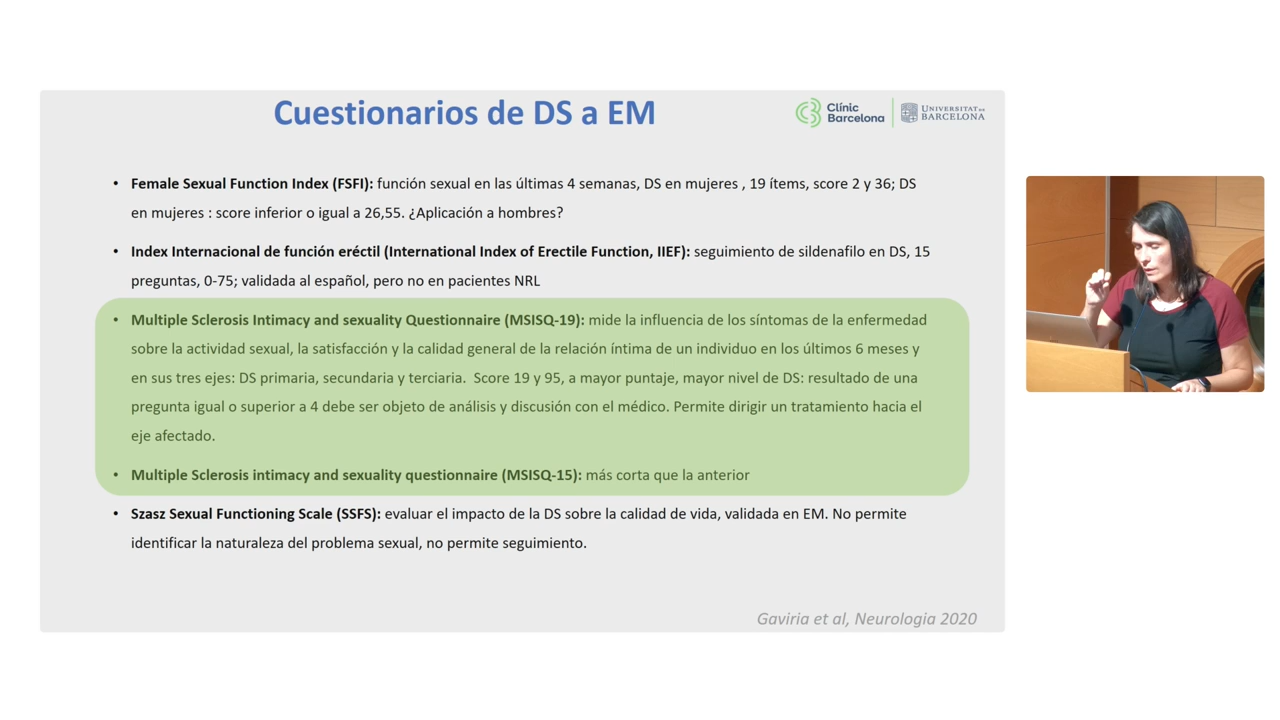 Cuestionarios de DS a EM
Clínic
Barcelona
UNIVERSITAT DE
BARCELONA
• Female Sexual Function Index (FSFI): función sexual en las últimas 4 semanas, DS en mujeres , 19 ítems, score 2 y 36; DS
en mujeres : score inferior o igual a 26,55. ¿Aplicación a hombres?
• Index Internacional de función eréctil (International Index of Erectile Function, IIEF): seguimiento de sildenafilo en DS, 15
preguntas, 0-75; validada al español, pero no en pacientes NRL
• Multiple Sclerosis Intimacy and sexuality Questionnaire (MSISQ-19): mide la influencia de los síntomas de la enfermedad
sobre la actividad sexual, la satisfacción y la calidad general de la relación íntima de un individuo en los últimos 6 meses y
en sus tres ejes: DS primaria, secundaria y terciaria. Score 19 y 95, a mayor puntaje, mayor nivel de DS: resultado de una
pregunta igual o superior a 4 debe ser objeto de análisis y discusión con el médico. Permite dirigir un tratamiento hacia el
eje afectado.
• Multiple Sclerosis intimacy and sexuality questionnaire (MSISQ-15): más corta que la anterior
• Szasz Sexual Functioning Scale (SSFS): evaluar el impacto de la DS sobre la calidad de vida, validada en EM. No permite
identificar la naturaleza del problema sexual, no permite seguimiento.
Gaviria et al, Neurologia 2020